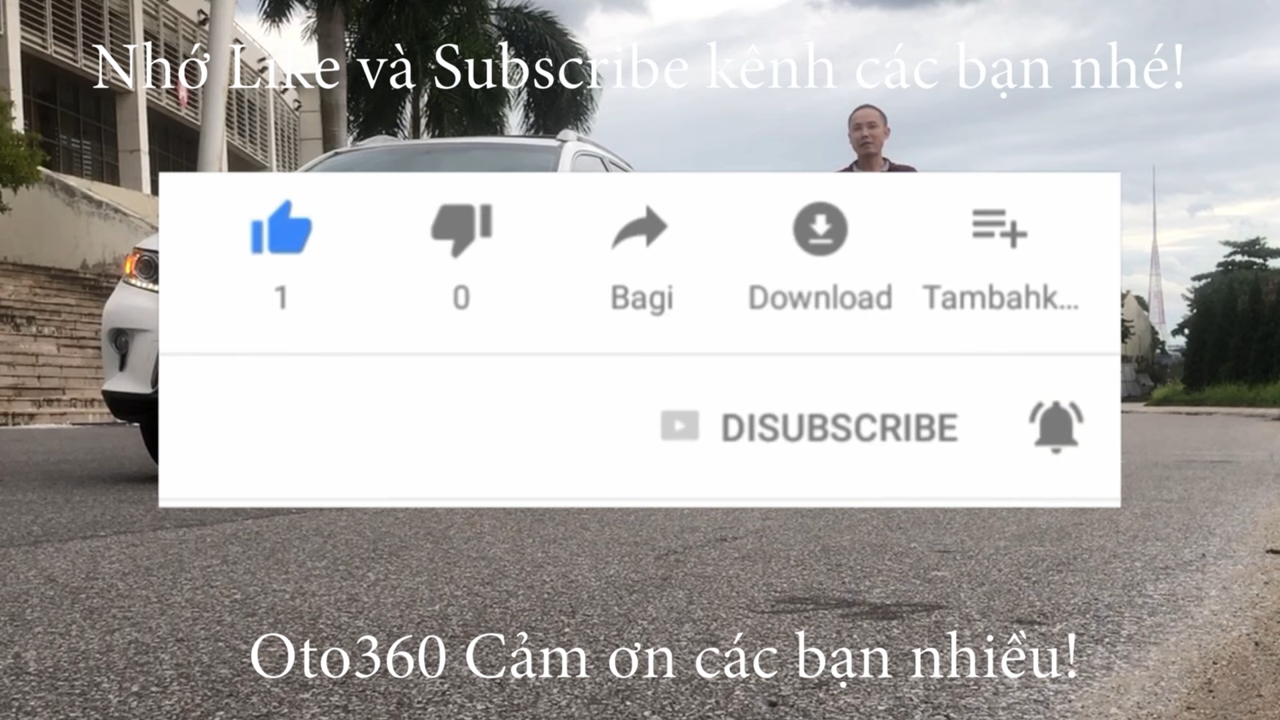 Nhớ Like và Subscribe kênh các bạn nhé!
1 0 Bagi Download Tambahk...
DISUBSCRIBE
Oto360 Cảm ơn các bạn nhiều!